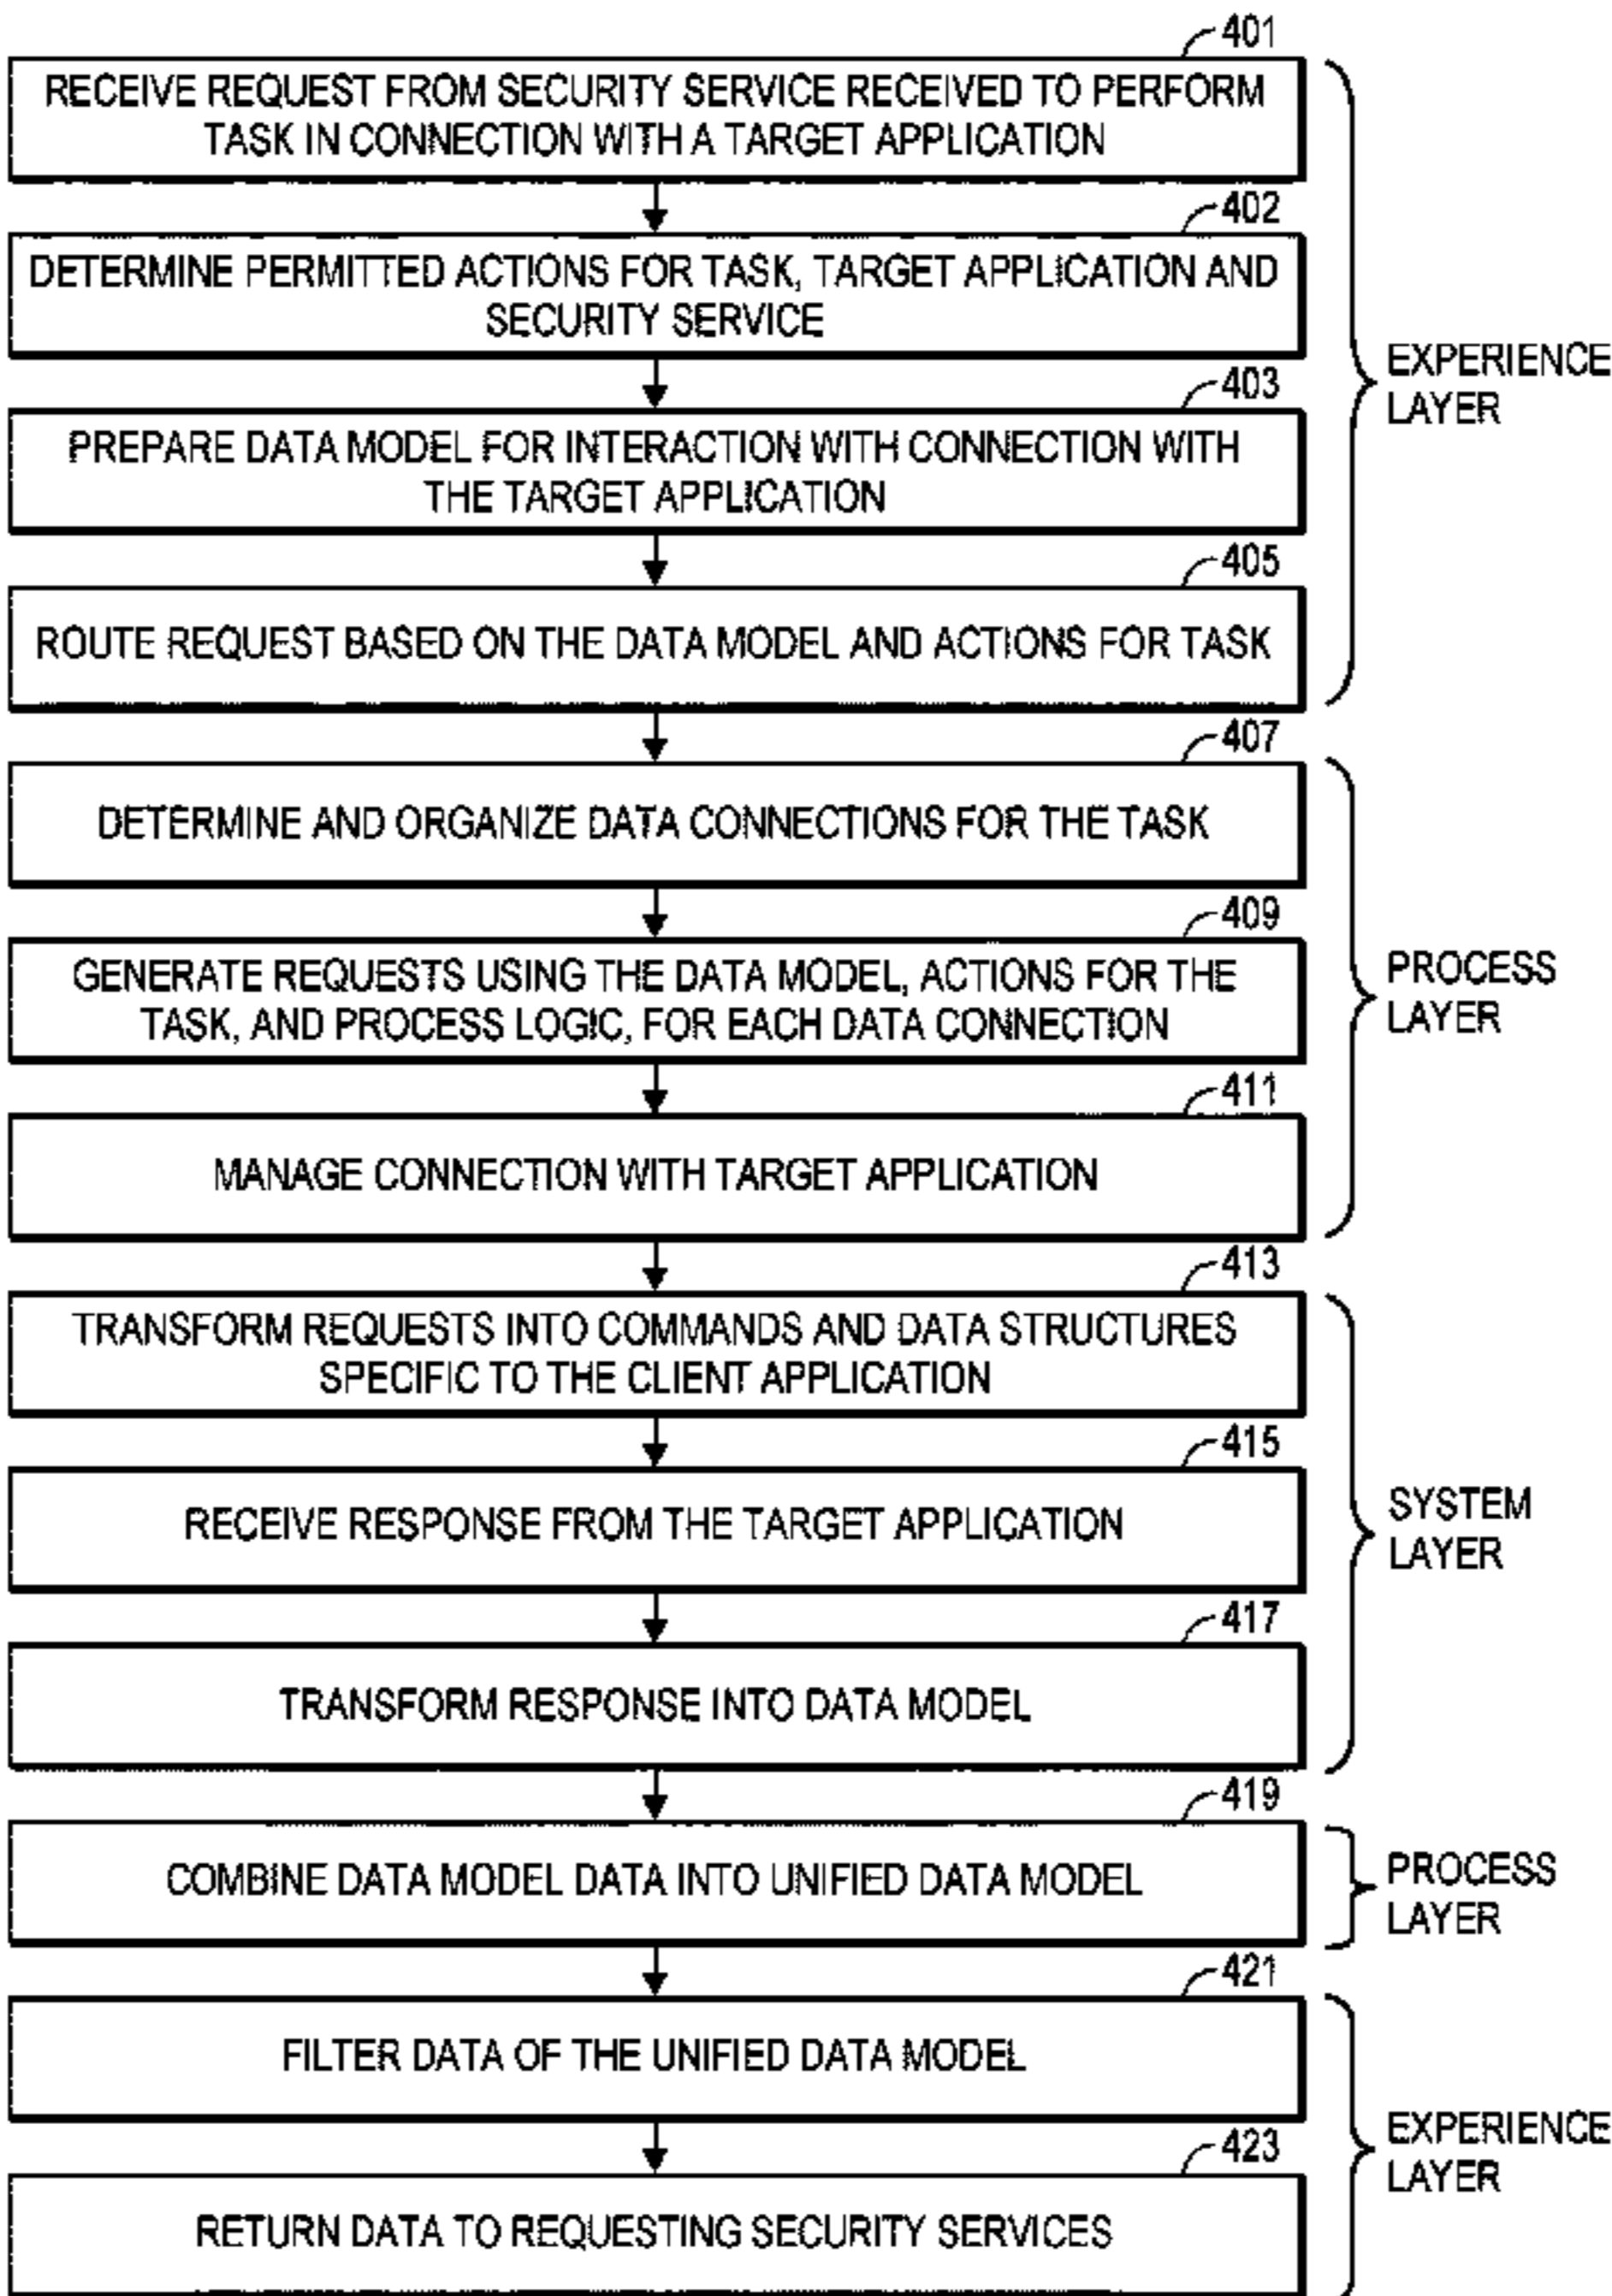 401
RECEIVE REQUEST FROM SECURITY SERVICE RECEIVED TO PERFORM
TASK IN CONNECTION WITH A TARGET APPLICATION
402
DETERMINE PERMITTED ACTIONS FOR TASK, TARGET APPLICATION AND
SECURITY SERVICE
403
PREPARE DATA MODEL FOR INTERACTION WITH CONNECTION WITH
THE TARGET APPLICATION
405
ROUTE REQUEST BASED ON THE DATA MODEL AND ACTIONS FOR TASK
EXPERIENCE
LAYER
407
DETERMINE AND ORGANIZE DATA CONNECTIONS FOR THE TASK
409
GENERATE REQUESTS USING THE DATA MODEL, ACTIONS FOR THE
TASK, AND PROCESS LOGIC, FOR EACH DATA CONNECTION
411
MANAGE CONNECTION WITH TARGET APPLICATION
PROCESS
LAYER
413
TRANSFORM REQUESTS INTO COMMANDS AND DATA STRUCTURES
SPECIFIC TO THE CLIENT APPLICATION
415
RECEIVE RESPONSE FROM THE TARGET APPLICATION
417
TRANSFORM RESPONSE INTO DATA MODEL
SYSTEM
LAYER
419
COMBINE DATA MODEL DATA INTO UNIFIED DATA MODEL
PROCESS
LAYER
421
FILTER DATA OF THE UNIFIED DATA MODEL
423
RETURN DATA TO REQUESTING SECURITY SERVICES
EXPERIENCE
LAYER